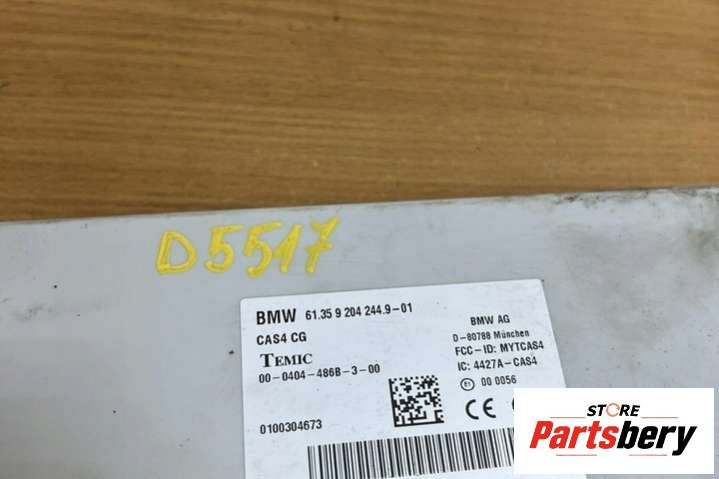 D5517
BMW 61.35 9 204 244.9-01
CAS4 CG
TEMIC
00-0404-486B-3-00
0100304673
BMW AG
D-80788 München
FCC-ID: MYTCAS4
IC: 4427A-CAS4
E1 00 0056
CE
STORE
Partsbery